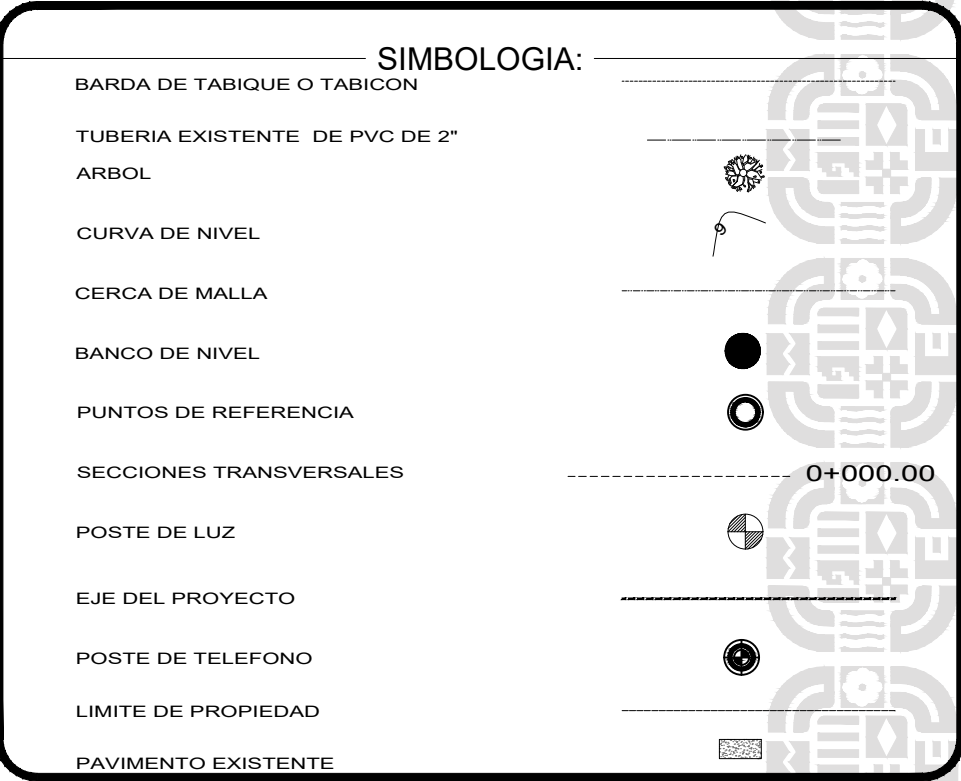 SIMBOLOGIA:
BARDA DE TABIQUE O TABICON
TUBERIA EXISTENTE DE PVC DE 2"
ARBOL
CURVA DE NIVEL
CERCA DE MALLA
BANCO DE NIVEL
PUNTOS DE REFERENCIA
SECCIONES TRANSVERSALES 0+000.00
POSTE DE LUZ
EJE DEL PROYECTO
POSTE DE TELEFONO
LIMITE DE PROPIEDAD
PAVIMENTO EXISTENTE